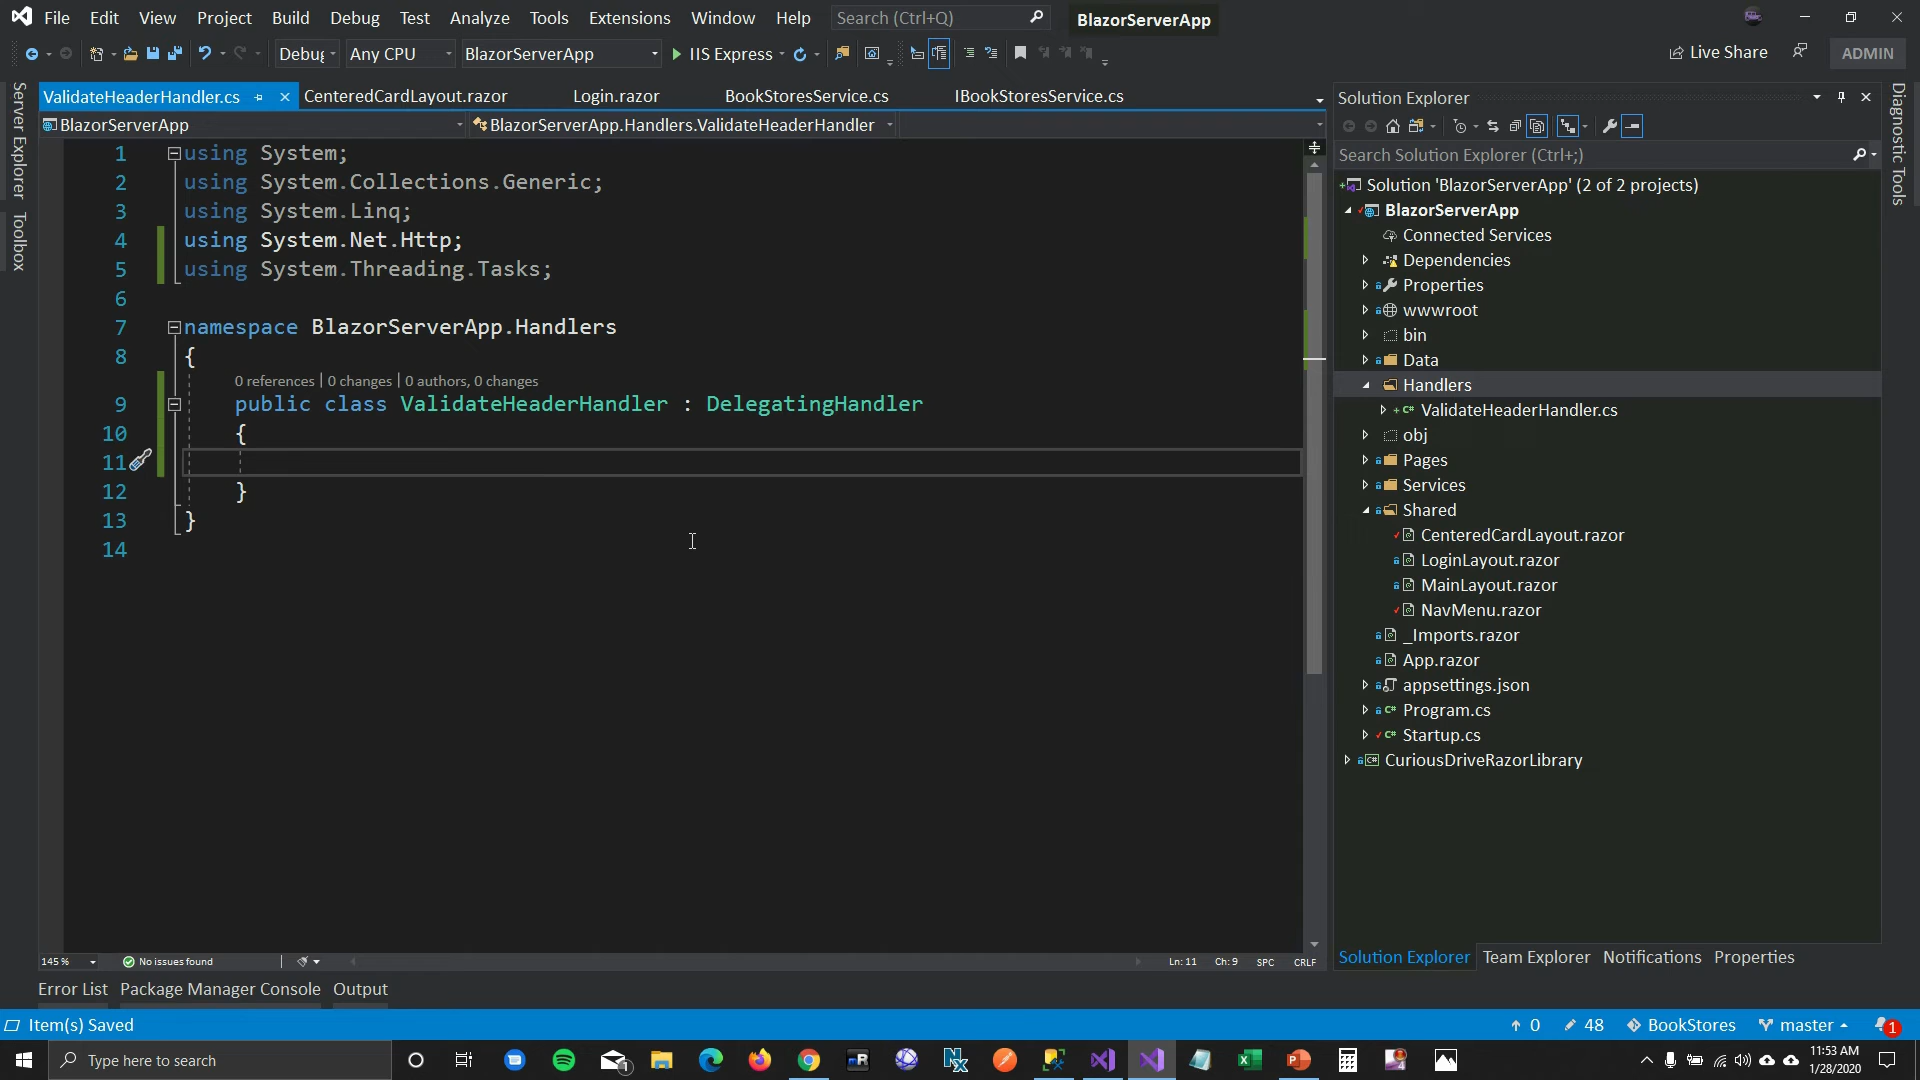 File Edit View Project Build Debug Test Analyze Tools Extensions Window Help Search (Ctrl+Q) BlazorServerApp
Debug Any CPU BlazorServerApp IIS Express Live Share ADMIN
ValidateHeaderHandler.cs CenteredCardLayout.razor Login.razor BookStoresService.cs IBookStoresService.cs
BlazorServerApp BlazorServerApp.Handlers.ValidateHeaderHandler
Server Explorer
Toolbox
1 using System;
2 using System.Collections.Generic;
3 using System.Linq;
4 using System.Net.Http;
5 using System.Threading.Tasks;
6
7 namespace BlazorServerApp.Handlers
8 {
0 references | 0 changes | 0 authors, 0 changes
9 public class ValidateHeaderHandler : DelegatingHandler
10 {
11
12 }
13 }
14
145 % No issues found Ln: 11 Ch: 9 SPC CRLF
Solution Explorer
Search Solution Explorer (Ctrl+;)
Solution 'BlazorServerApp' (2 of 2 projects)
BlazorServerApp
Connected Services
Dependencies
Properties
wwwroot
bin
Data
Handlers
ValidateHeaderHandler.cs
obj
Pages
Services
Shared
CenteredCardLayout.razor
LoginLayout.razor
MainLayout.razor
NavMenu.razor
_Imports.razor
App.razor
appsettings.json
Program.cs
Startup.cs
CuriousDriveRazorLibrary
Solution Explorer Team Explorer Notifications Properties
Diagnostic Tools
Error List Package Manager Console Output
Item(s) Saved 0 48 BookStores master 1
Type here to search 11:53 AM
1/28/2020